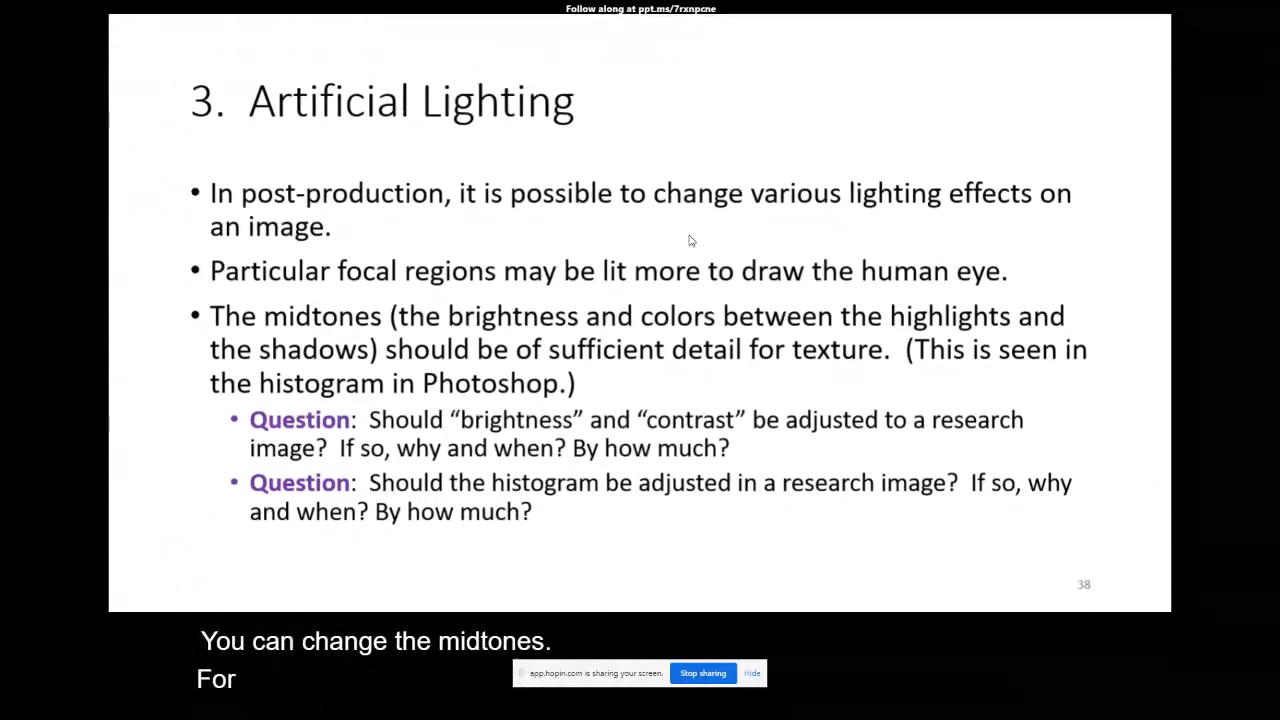 Follow along at ppt.ms/7rxnpcne
3. Artificial Lighting
• In post-production, it is possible to change various lighting effects on
an image.
• Particular focal regions may be lit more to draw the human eye.
• The midtones (the brightness and colors between the highlights and
the shadows) should be of sufficient detail for texture. (This is seen in
the histogram in Photoshop.)
• Question: Should “brightness” and “contrast” be adjusted to a research
image? If so, why and when? By how much?
• Question: Should the histogram be adjusted in a research image? If so, why
and when? By how much?
38
You can change the midtones.
For
app.hopin.com is sharing your screen. Stop sharing Hide